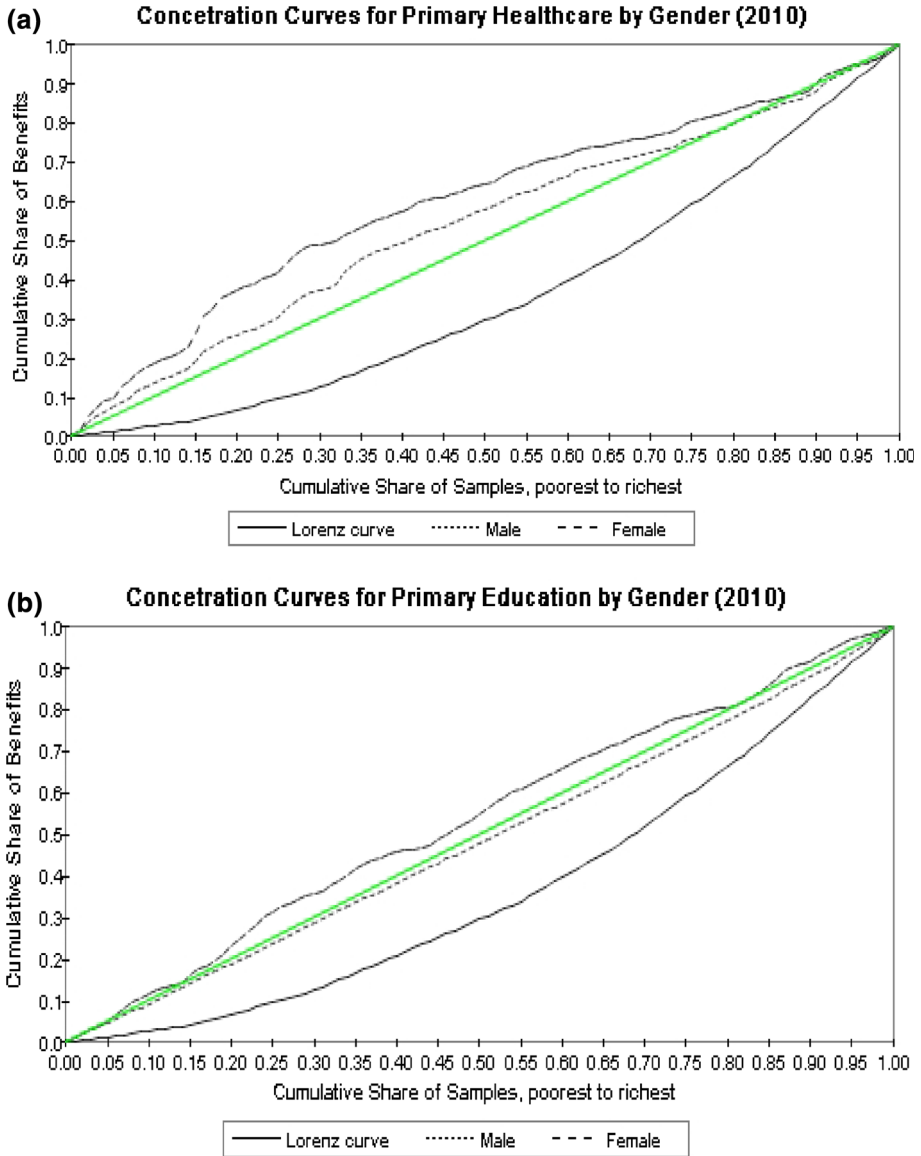 (a)
Concetration Curves for Primary Healthcare by Gender (2010)
Cumulative Share of Benefits
1.0
0.9
0.8
0.7
0.6
0.5
0.4
0.3
0.2
0.1
0.0
0.00 0.05 0.10 0.15 0.20 0.25 0.30 0.35 0.40 0.45 0.50 0.55 0.60 0.65 0.70 0.75 0.80 0.85 0.90 0.95 1.00
Cumulative Share of Samples, poorest to richest
Lorenz curve Male Female
(b)
Concetration Curves for Primary Education by Gender (2010)
Cumulative Share of Benefits
1.0
0.9
0.8
0.7
0.6
0.5
0.4
0.3
0.2
0.1
0.0
0.00 0.05 0.10 0.15 0.20 0.25 0.30 0.35 0.40 0.45 0.50 0.55 0.60 0.65 0.70 0.75 0.80 0.85 0.90 0.95 1.00
Cumulative Share of Samples, poorest to richest
Lorenz curve Male Female